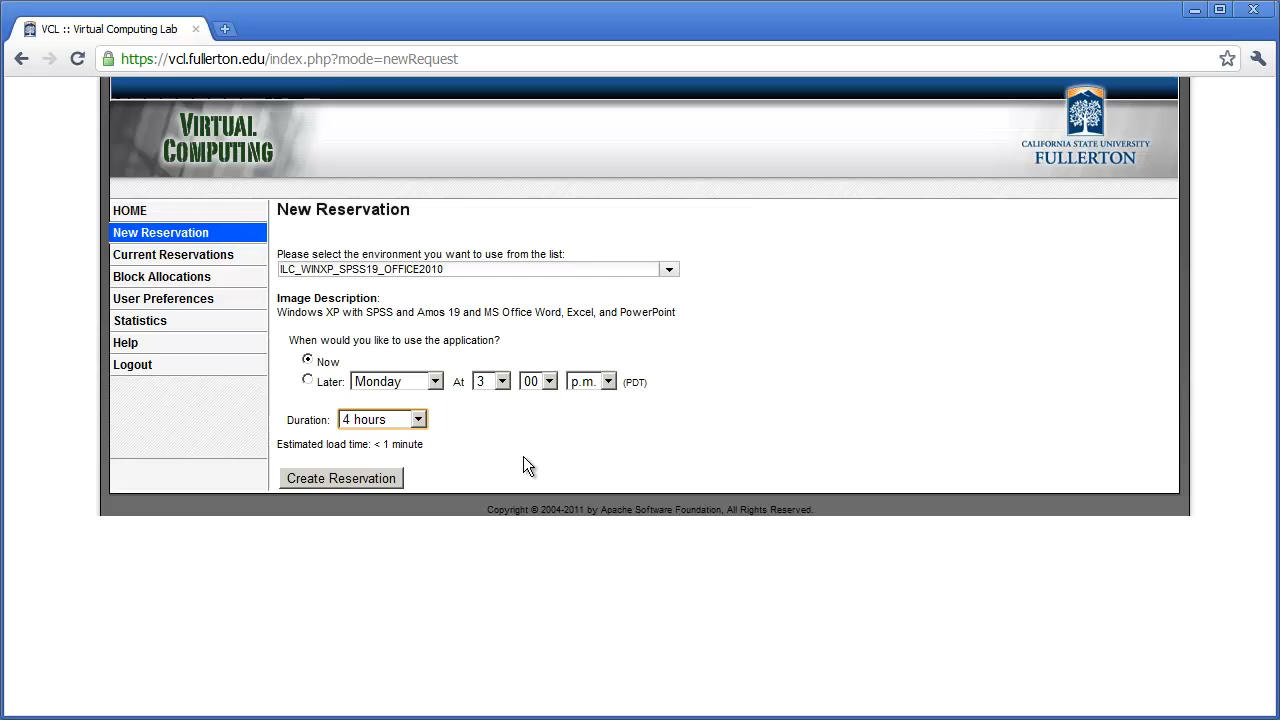 VCL :: Virtual Computing Lab
https://vcl.fullerton.edu/index.php?mode=newRequest
VIRTUAL
COMPUTING
CALIFORNIA STATE UNIVERSITY
FULLERTON
HOME
New Reservation
Current Reservations
Block Allocations
User Preferences
Statistics
Help
Logout
New Reservation
Please select the environment you want to use from the list:
ILC_WINXP_SPSS19_OFFICE2010
Image Description:
Windows XP with SPSS and Amos 19 and MS Office Word, Excel, and PowerPoint
When would you like to use the application?
Now
Later: Monday At 3 00 p.m. (PDT)
Duration: 4 hours
Estimated load time: < 1 minute
Create Reservation
Copyright © 2004-2011 by Apache Software Foundation, All Rights Reserved.